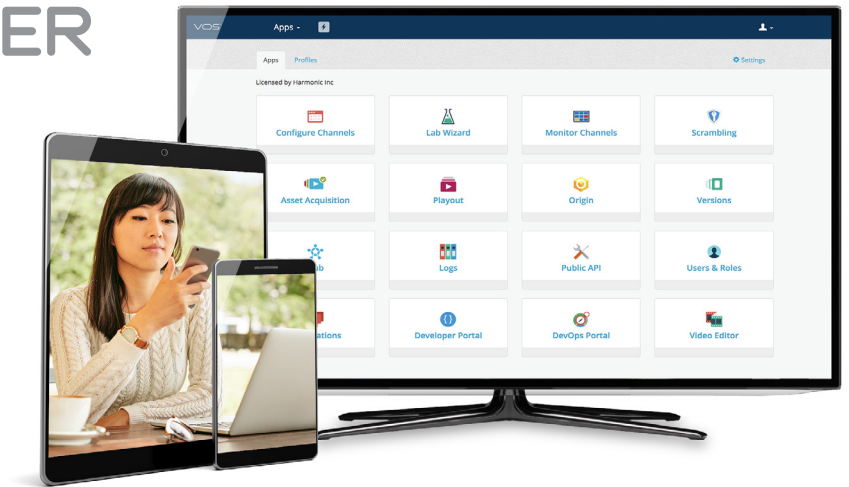 ER
VOS
Apps
Apps
Profiles
Settings
Licensed by Harmonic Inc
Configure Channels
Lab Wizard
Monitor Channels
Scrambling
Asset Acquisition
Playout
Origin
Versions
b
Logs
Public API
Users & Roles
ations
Developer Portal
DevOps Portal
Video Editor